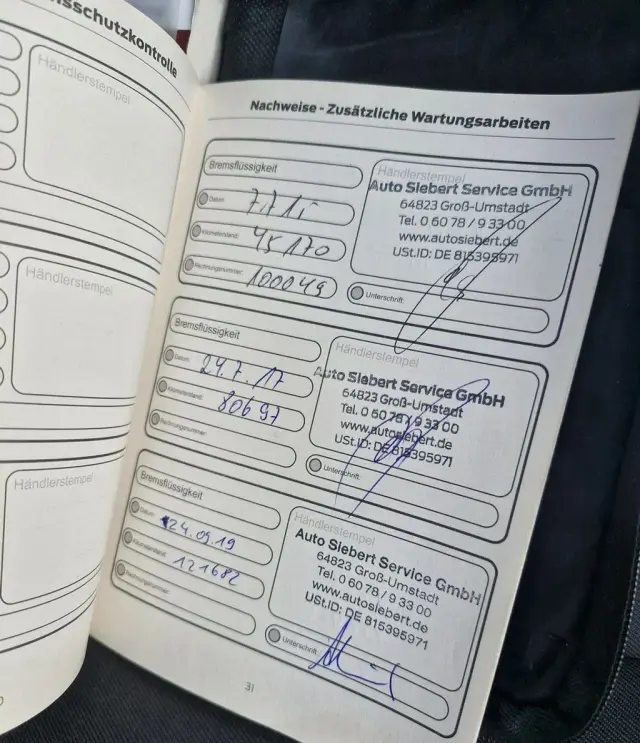 sschutzkontrolle
Händlerstempel
Händlerstempel
Händlerstempel
Nachweise - Zusätzliche Wartungsarbeiten
Bremsflüssigkeit
Datum:
Kilometerstand: 45170
Rechnungsnummer: 100049
Händlerstempel
Auto Siebert Service GmbH
64823 Groß-Umstadt
Tel. 0 60 78 / 9 33 00
www.autosiebert.de
USt.ID: DE 815395971
Unterschrift:
Bremsflüssigkeit
Datum: 24.7.17
Kilometerstand: 80697
Rechnungsnummer:
Händlerstempel
Auto Siebert Service GmbH
64823 Groß-Umstadt
Tel. 0 60 78 / 9 33 00
www.autosiebert.de
USt.ID: DE 815395971
Unterschrift:
Bremsflüssigkeit
Datum: 24.09.19
Kilometerstand: 121682
Rechnungsnummer:
Händlerstempel
Auto Siebert Service GmbH
64823 Groß-Umstadt
Tel. 0 60 78 / 9 33 00
www.autosiebert.de
USt.ID: DE 815395971
Unterschrift:
31